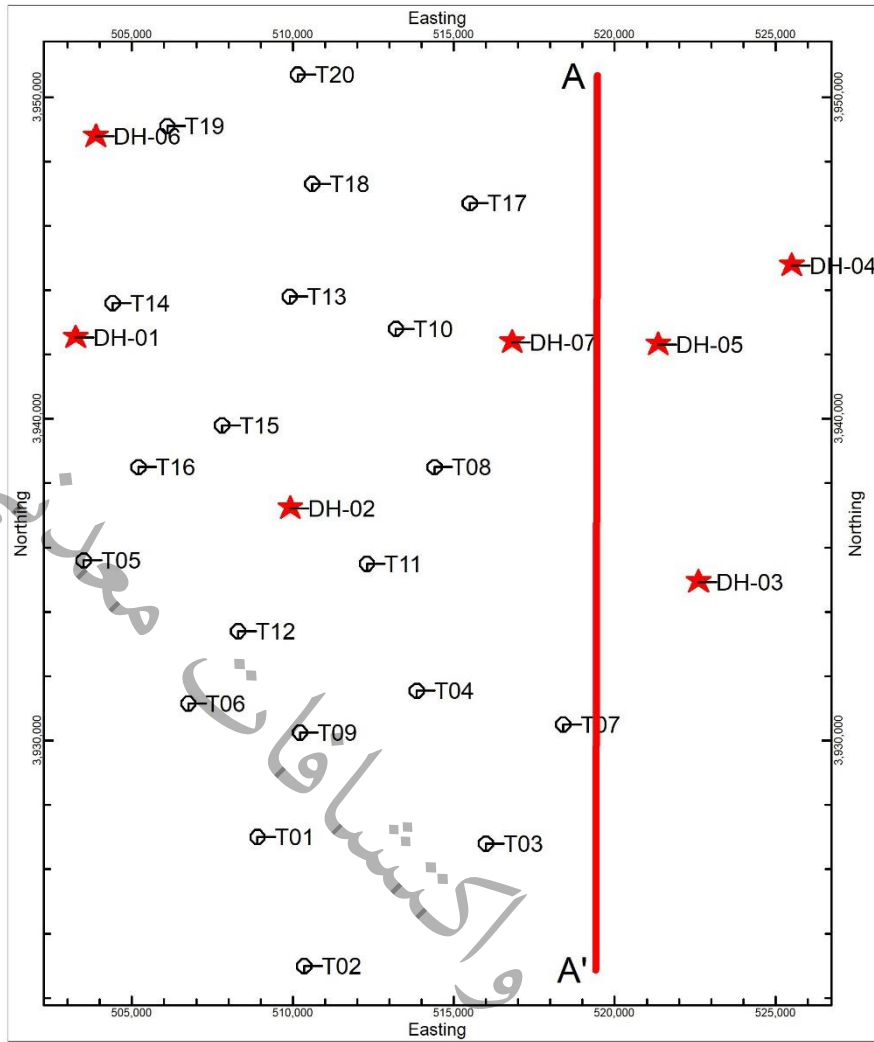 Easting
505,000 510,000 515,000 520,000 525,000
A
T20
3,950,000 3,950,000
T19
DH-06
T18
T17
DH-04
T14 T13
T10
DH-01 DH-07 DH-05
3,940,000 3,940,000
T15
T16 T08
DH-02
Northing Northing
T05 T11
DH-03
T12
T06 T04
T09 T07
3,930,000 3,930,000
T01 T03
T02 A'
505,000 510,000 515,000 520,000 525,000
Easting
واکتشافات معدنی